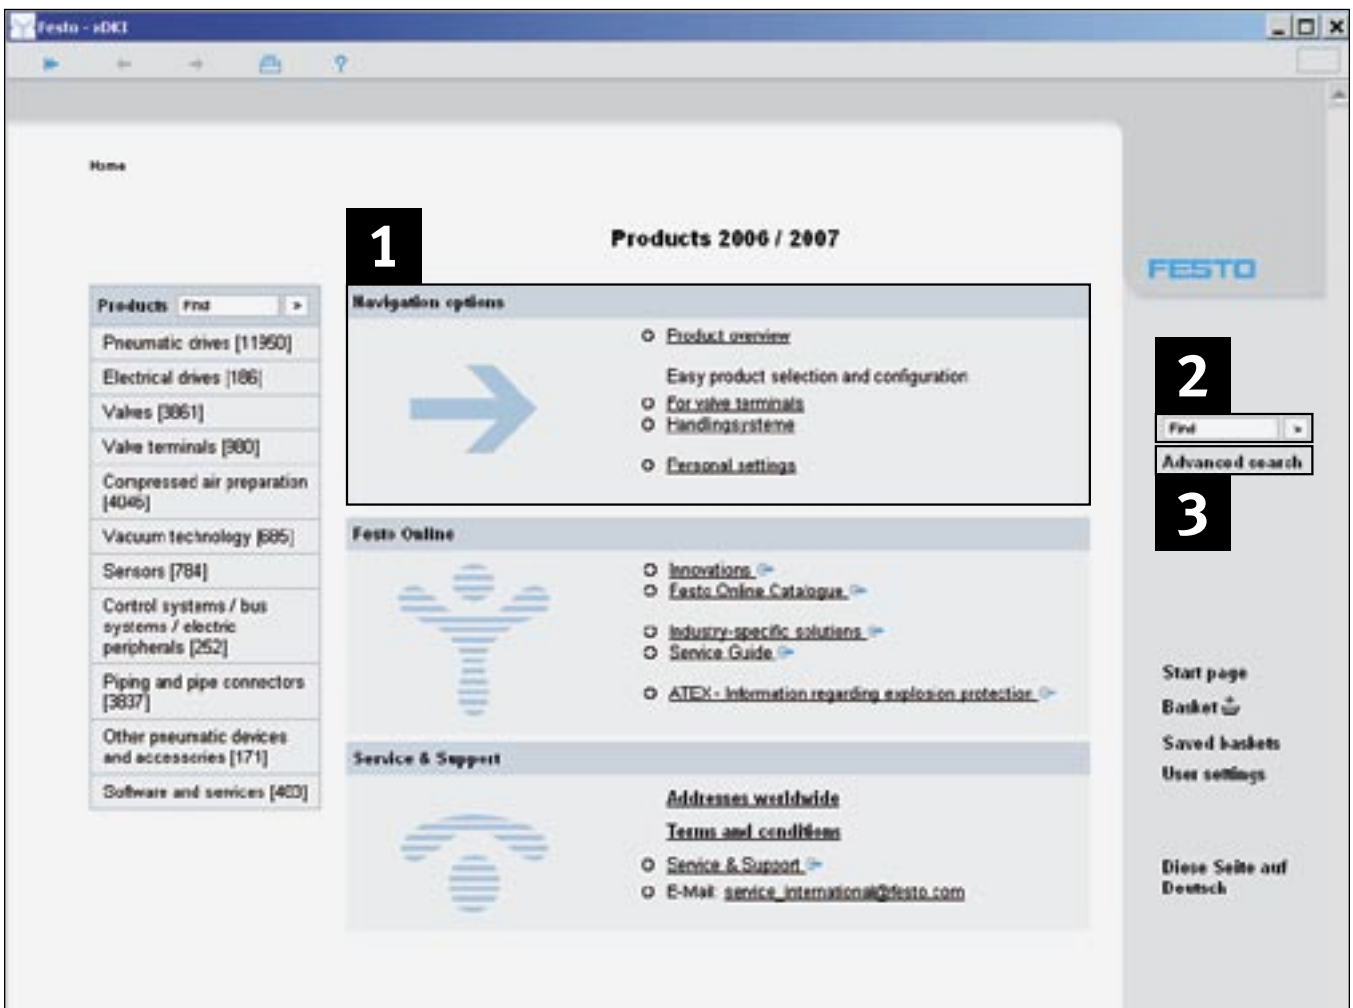 Festo - xDKI
Home
Products 2006 / 2007
1
FESTO
Products Find »
Pneumatic drives [11950]
Electrical drives [186]
Valves [3861]
Valve terminals [980]
Compressed air preparation
[4046]
Vacuum technology [685]
Sensors [784]
Control systems / bus
systems / electric
peripherals [252]
Piping and pipe connectors
[3837]
Other pneumatic devices
and accessories [171]
Software and services [403]
Navigation options
Product overview
Easy product selection and configuration
For valve terminals
Handlingsysteme
Personal settings
Festo Online
Innovations
Festo Online Catalogue
Industry-specific solutions
Service Guide
ATEX - Information regarding explosion protection
Service & Support
Addresses worldwide
Terms and conditions
Service & Support
E-Mail: service_international@festo.com
2
Find »
Advanced search
3
Start page
Basket
Saved baskets
User settings
Diese Seite auf
Deutsch